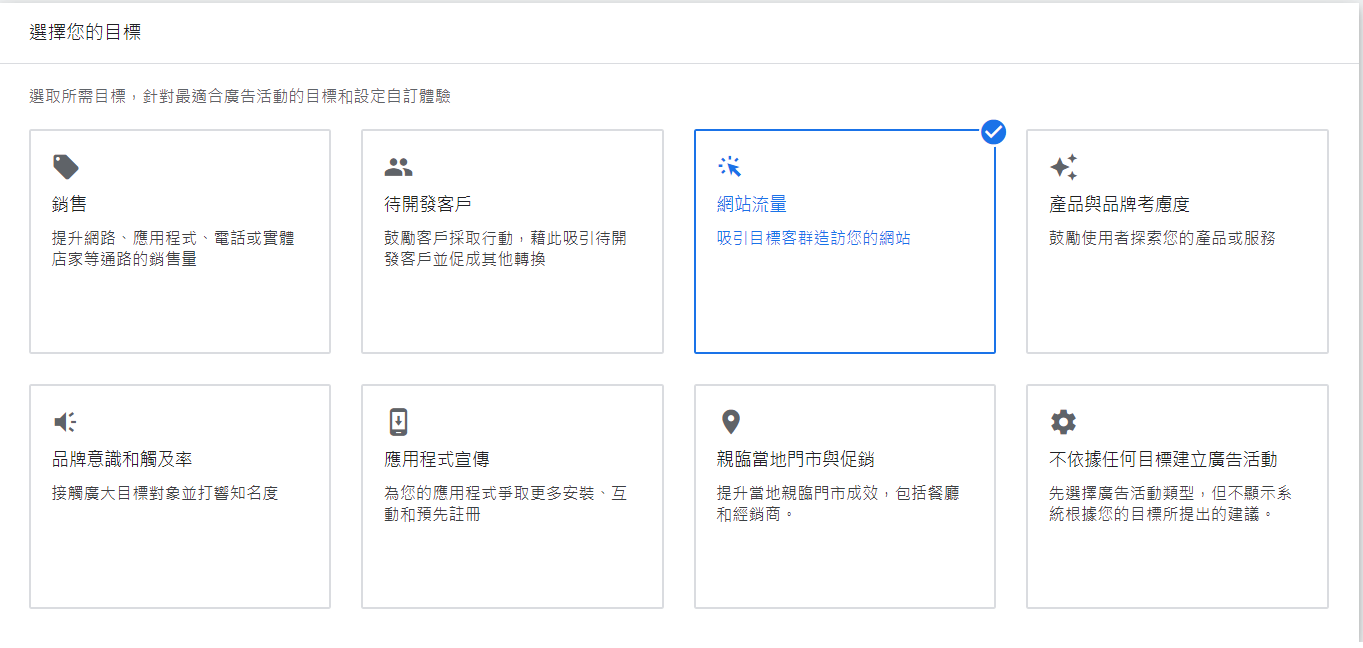 選擇您的目標
選取所需目標，針對最適合廣告活動的目標和設定自訂體驗
銷售
提升網路、應用程式、電話或實體
店家等通路的銷售量
待開發客戶
鼓勵客戶採取行動，藉此吸引待開
發客戶並促成其他轉換
網站流量
吸引目標客群造訪您的網站
產品與品牌考慮度
鼓勵使用者探索您的產品或服務
品牌意識和觸及率
接觸廣大目標對象並打響知名度
應用程式宣傳
為您的應用程式爭取更多安裝、互
動和預先註冊
親臨當地門市與促銷
提升當地親臨門市成效，包括餐廳
和經銷商。
不依據任何目標建立廣告活動
先選擇廣告活動類型，但不顯示系
統根據您的目標所提出的建議。